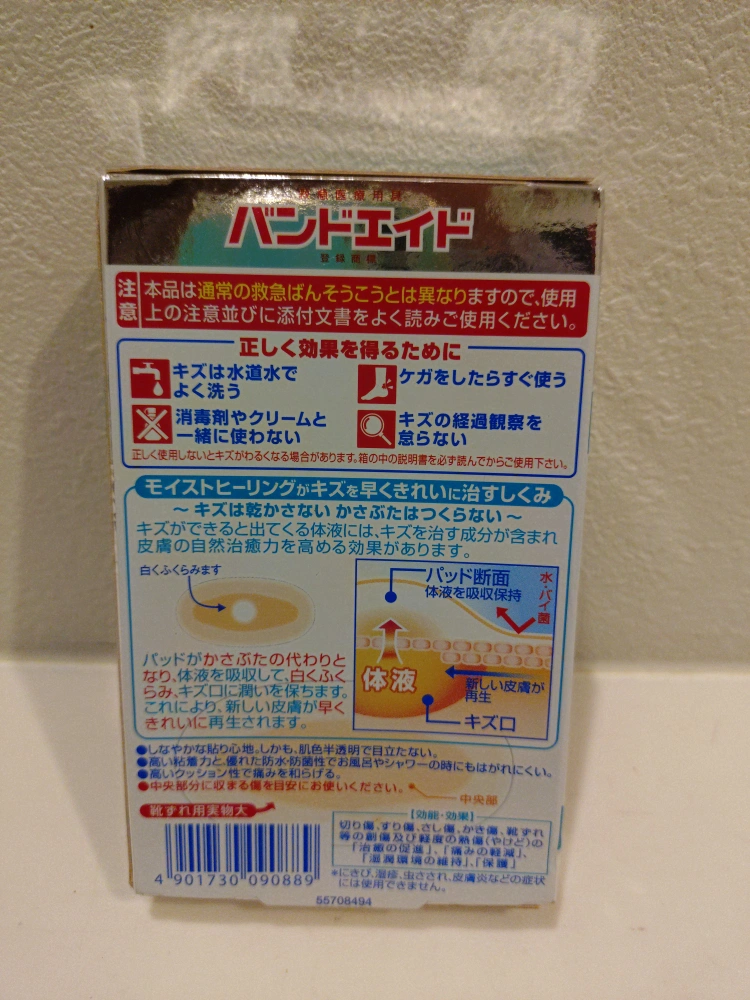 医療用具
バンドエイド
登録商標
注意
本品は通常の救急ばんそうこうとは異なりますので、使用
上の注意並びに添付文書をよく読みご使用ください。
正しく効果を得るために
キズは水道水で
よく洗う
ケガをしたらすぐ使う
消毒剤やクリームと
一緒に使わない
キズの経過観察を
怠らない
正しく使用しないとキズがわるくなる場合があります。箱の中の説明書を必ず読んでからご使用下さい。
モイストヒーリングがキズを早くきれいに治すしくみ
～キズは乾かさない かさぶたはつくらない～
キズができると出てくる体液には、キズを治す成分が含まれ
皮膚の自然治癒力を高める効果があります。
白くふくらみます
パッドがかさぶたの代わりと
なり、体液を吸収して、白くふく
らみ、キズ口に潤いを保ちます。
これにより、新しい皮膚が早く
きれいに再生されます。
パッド断面
体液を吸収保持
水・バイ菌
体液
新しい皮膚が
再生
キズ口
●しなやかな貼り心地。しかも、肌色半透明で目立たない。
●高い粘着力と、優れた防水・防菌性でお風呂やシャワーの時にもはがれにくい。
●高いクッション性で痛みを和らげる。
●中央部分に収まる傷を目安にお使いください。
中央部
靴ずれ用実物大
【効能・効果】
切り傷、すり傷、さし傷、かき傷、靴ずれ
等の創傷及び軽度の熱傷(やけど)の
「治癒の促進」、「痛みの軽減」、
「湿潤環境の維持」、「保護」
＊にきび、湿疹、虫さされ、皮膚炎などの症状
には使用できません。
4 901730 090889
55708494